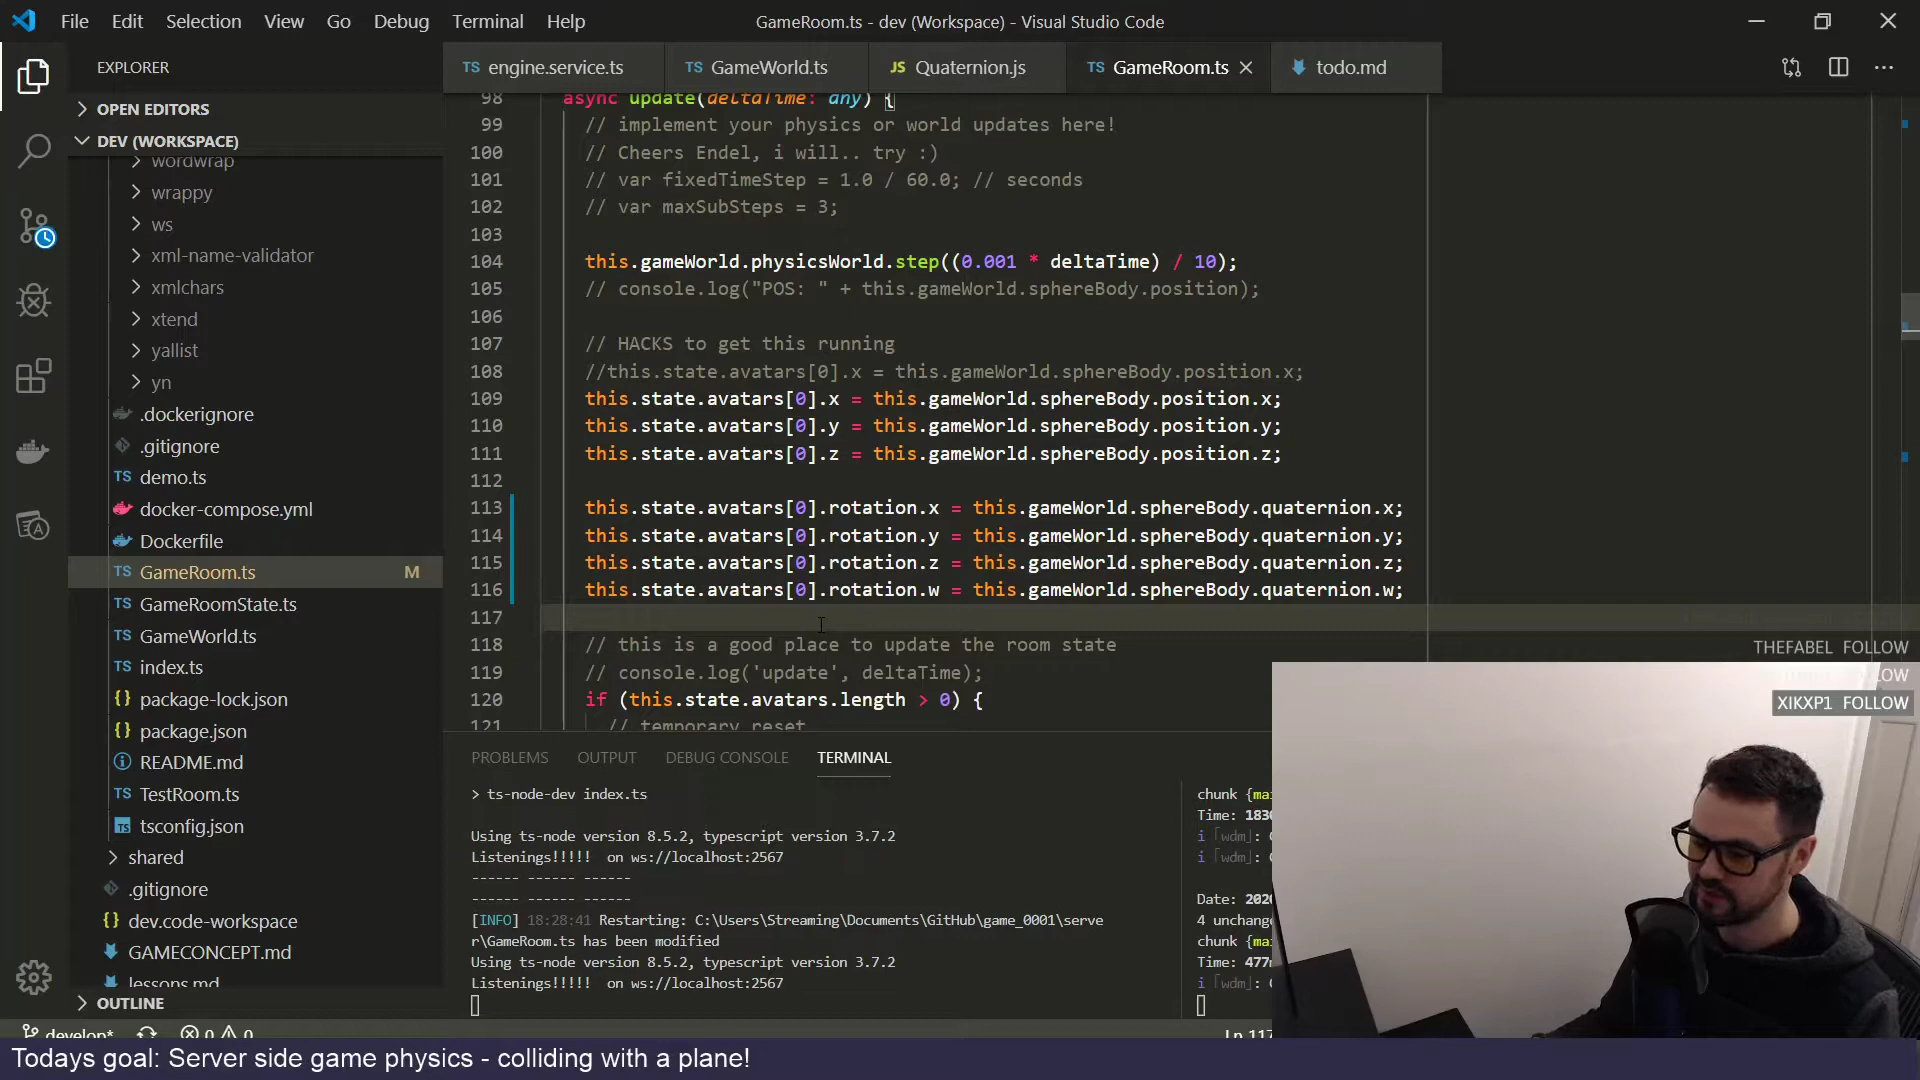 File Edit Selection View Go Debug Terminal Help
GameRoom.ts - dev (Workspace) - Visual Studio Code
EXPLORER
OPEN EDITORS
DEV (WORKSPACE)
wordwrap
wrappy
ws
xml-name-validator
xmlchars
xtend
yallist
yn
.dockerignore
.gitignore
TS demo.ts
docker-compose.yml
Dockerfile
TS GameRoom.ts M
TS GameRoomState.ts
TS GameWorld.ts
TS index.ts
{} package-lock.json
{} package.json
README.md
TS TestRoom.ts
TS tsconfig.json
shared
.gitignore
{} dev.code-workspace
GAMECONCEPT.md
lessons.md
OUTLINE
TS engine.service.ts
TS GameWorld.ts
JS Quaternion.js
TS GameRoom.ts
todo.md
98 async update(deltaTime: any) {
99 // implement your physics or world updates here!
100 // Cheers Endel, i will.. try :)
101 // var fixedTimeStep = 1.0 / 60.0; // seconds
102 // var maxSubSteps = 3;
103
104 this.gameWorld.physicsWorld.step((0.001 * deltaTime) / 10);
105 // console.log("POS: " + this.gameWorld.sphereBody.position);
106
107 // HACKS to get this running
108 //this.state.avatars[0].x = this.gameWorld.sphereBody.position.x;
109 this.state.avatars[0].x = this.gameWorld.sphereBody.position.x;
110 this.state.avatars[0].y = this.gameWorld.sphereBody.position.y;
111 this.state.avatars[0].z = this.gameWorld.sphereBody.position.z;
112
113 this.state.avatars[0].rotation.x = this.gameWorld.sphereBody.quaternion.x;
114 this.state.avatars[0].rotation.y = this.gameWorld.sphereBody.quaternion.y;
115 this.state.avatars[0].rotation.z = this.gameWorld.sphereBody.quaternion.z;
116 this.state.avatars[0].rotation.w = this.gameWorld.sphereBody.quaternion.w;
117
118 // this is a good place to update the room state
119 // console.log('update', deltaTime);
120 if (this.state.avatars.length > 0) {
121 // temporary reset
THEFABEL FOLLOW
XIKXP1 FOLLOW
PROBLEMS OUTPUT DEBUG CONSOLE TERMINAL
> ts-node-dev index.ts
Using ts-node version 8.5.2, typescript version 3.7.2
Listenings!!!!! on ws://localhost:2567
------ ------ ------
------ ------ ------
[INFO] 18:28:41 Restarting: C:\Users\Streaming\Documents\GitHub\game_0001\serve
r\GameRoom.ts has been modified
Using ts-node version 8.5.2, typescript version 3.7.2
Listenings!!!!! on ws://localhost:2567
chunk {ma
Time: 183
i ｢wdm｣:
i ｢wdm｣:
Date: 202
4 unchang
chunk {ma
Time: 477
i ｢wdm｣:
i ｢wdm｣:
develop* 0 0
Ln 117
Todays goal: Server side game physics - colliding with a plane!